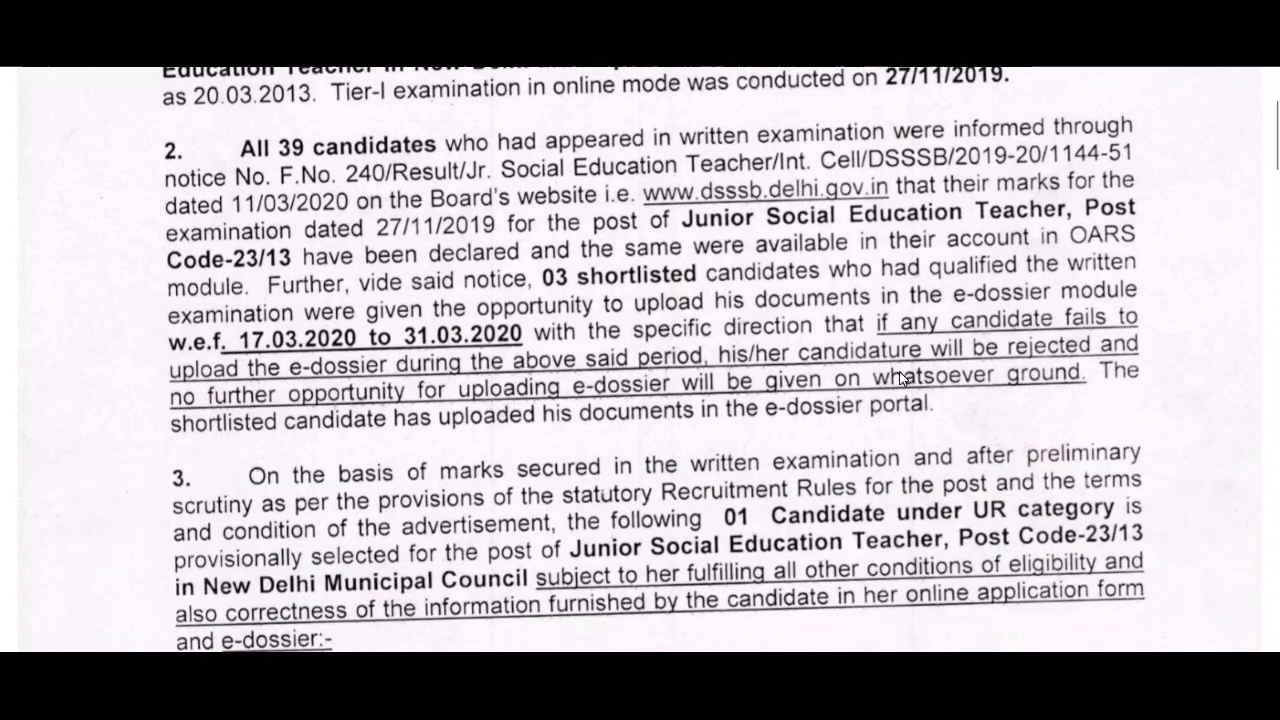 Education Teacher in New Delhi
as 20.03.2013. Tier-I examination in online mode was conducted on 27/11/2019.
2. All 39 candidates who had appeared in written examination were informed through
notice No. F.No. 240/Result/Jr. Social Education Teacher/Int. Cell/DSSSB/2019-20/1144-51
dated 11/03/2020 on the Board's website i.e. www.dsssb.delhi.gov.in that their marks for the
examination dated 27/11/2019 for the post of Junior Social Education Teacher, Post
Code-23/13 have been declared and the same were available in their account in OARS
module. Further, vide said notice, 03 shortlisted candidates who had qualified the written
examination were given the opportunity to upload his documents in the e-dossier module
w.e.f. 17.03.2020 to 31.03.2020 with the specific direction that if any candidate fails to
upload the e-dossier during the above said period, his/her candidature will be rejected and
no further opportunity for uploading e-dossier will be given on whatsoever ground. The
shortlisted candidate has uploaded his documents in the e-dossier portal.
3. On the basis of marks secured in the written examination and after preliminary
scrutiny as per the provisions of the statutory Recruitment Rules for the post and the terms
and condition of the advertisement, the following 01 Candidate under UR category is
provisionally selected for the post of Junior Social Education Teacher, Post Code-23/13
in New Delhi Municipal Council subject to her fulfilling all other conditions of eligibility and
also correctness of the information furnished by the candidate in her online application form
and e-dossier:-